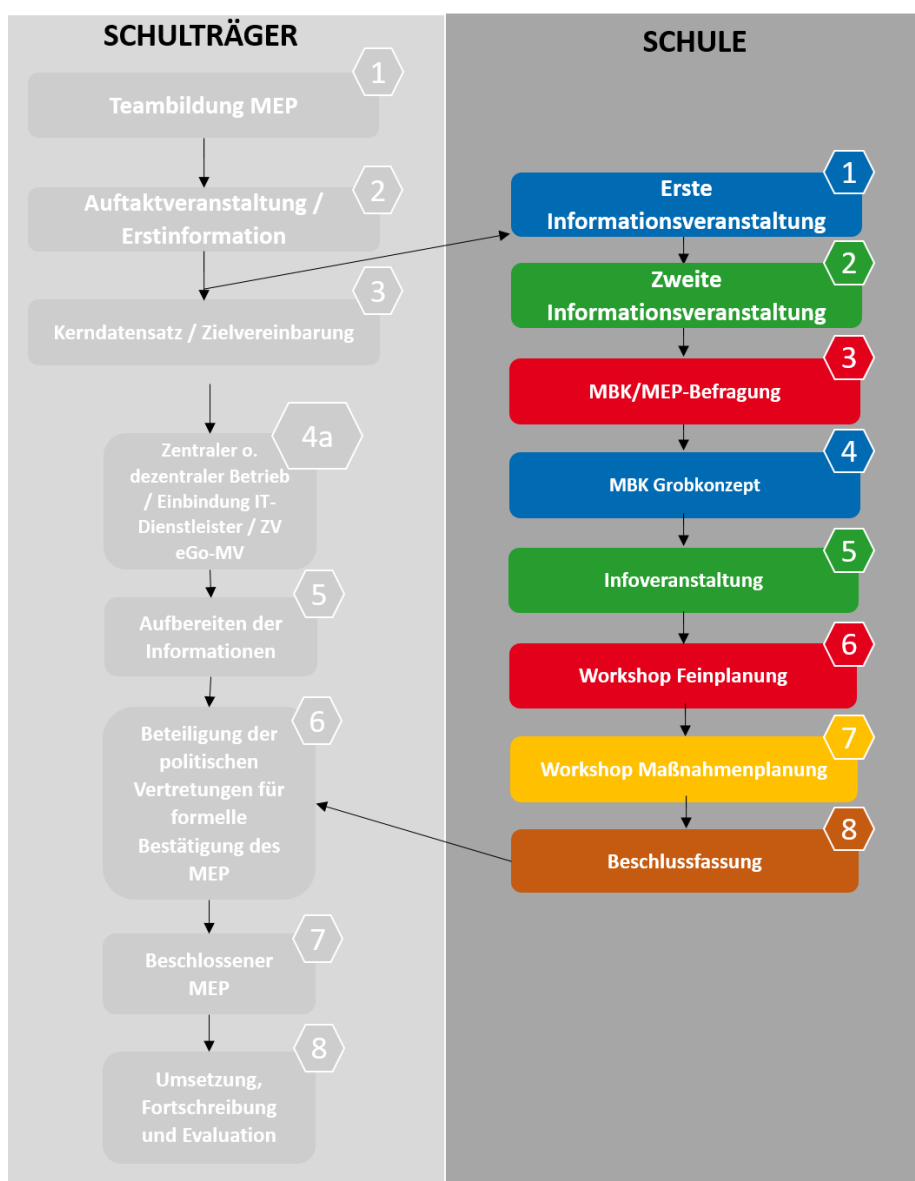 SCHULTRÄGER
1
Teambildung MEP
2
Auftaktveranstaltung /
Erstinformation
3
Kerndatensatz / Zielvereinbarung
4a
Zentraler o.
dezentraler Betrieb
/ Einbindung IT-
Dienstleister / ZV
eGo-MV
5
Aufbereiten der
Informationen
6
Beteiligung der
politischen
Vertretungen für
formelle
Bestätigung des
MEP
7
Beschlossener
MEP
8
Umsetzung,
Fortschreibung
und Evaluation
SCHULE
1
Erste
Informationsveranstaltung
2
Zweite
Informationsveranstaltung
3
MBK/MEP-Befragung
4
MBK Grobkonzept
5
Infoveranstaltung
6
Workshop Feinplanung
7
Workshop Maßnahmenplanung
8
Beschlussfassung